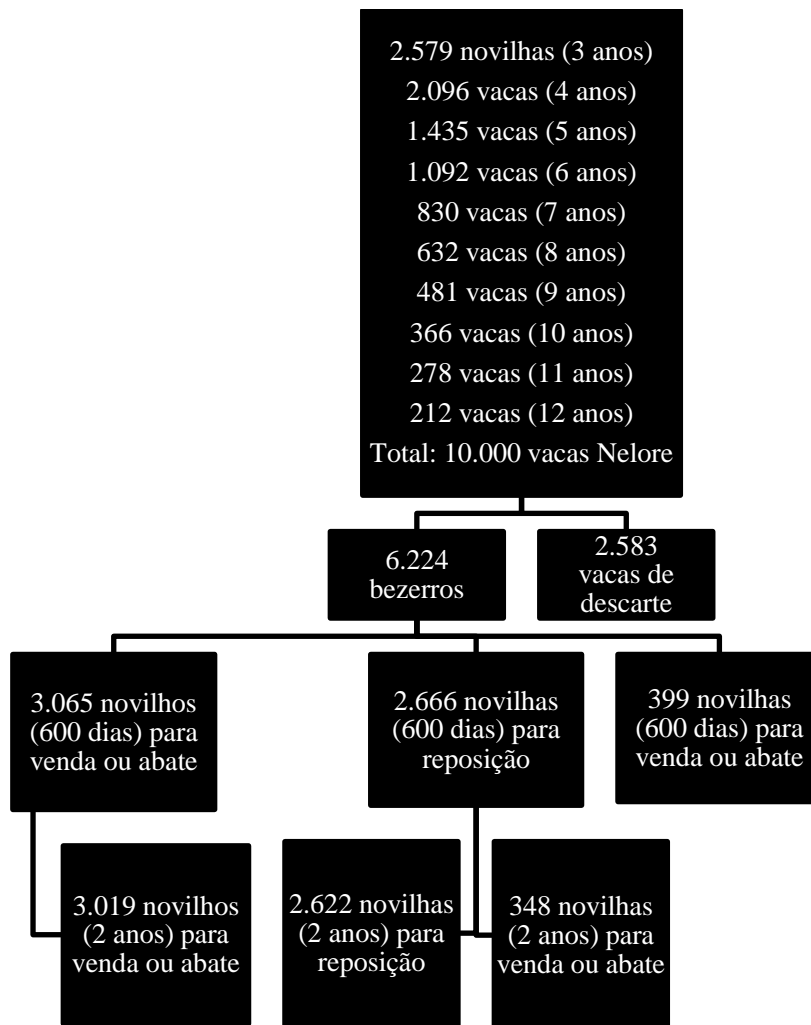 2.579 novilhas (3 anos)
2.096 vacas (4 anos)
1.435 vacas (5 anos)
1.092 vacas (6 anos)
830 vacas (7 anos)
632 vacas (8 anos)
481 vacas (9 anos)
366 vacas (10 anos)
278 vacas (11 anos)
212 vacas (12 anos)
Total: 10.000 vacas Nelore
6.224
bezerros
2.583
vacas de
descarte
3.065 novilhos
(600 dias) para
venda ou abate
2.666 novilhas
(600 dias) para
reposição
399 novilhas
(600 dias) para
venda ou abate
3.019 novilhos
(2 anos) para
venda ou abate
2.622 novilhas
(2 anos) para
reposição
348 novilhas
(2 anos) para
venda ou abate